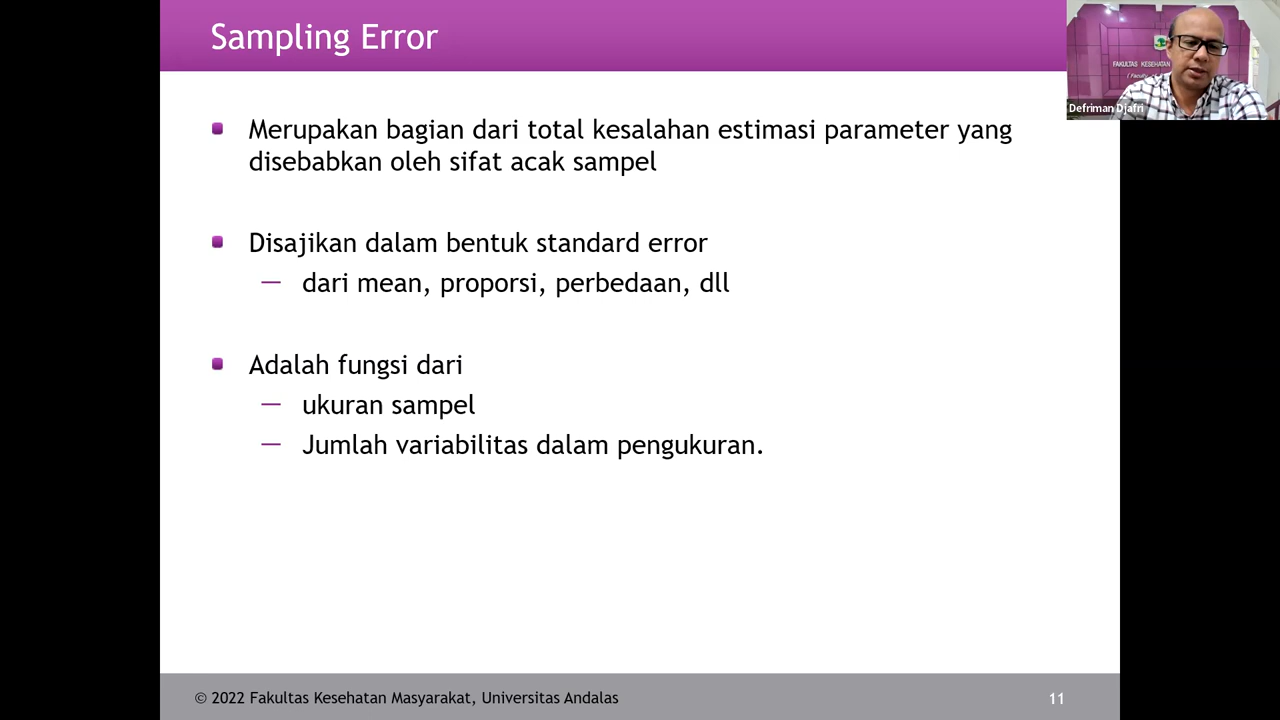 Sampling Error
FAKULTAS KESEHATAN
Defriman Djafri
Merupakan bagian dari total kesalahan estimasi parameter yang
disebabkan oleh sifat acak sampel
Disajikan dalam bentuk standard error
— dari mean, proporsi, perbedaan, dll
Adalah fungsi dari
— ukuran sampel
— Jumlah variabilitas dalam pengukuran.
© 2022 Fakultas Kesehatan Masyarakat, Universitas Andalas
11